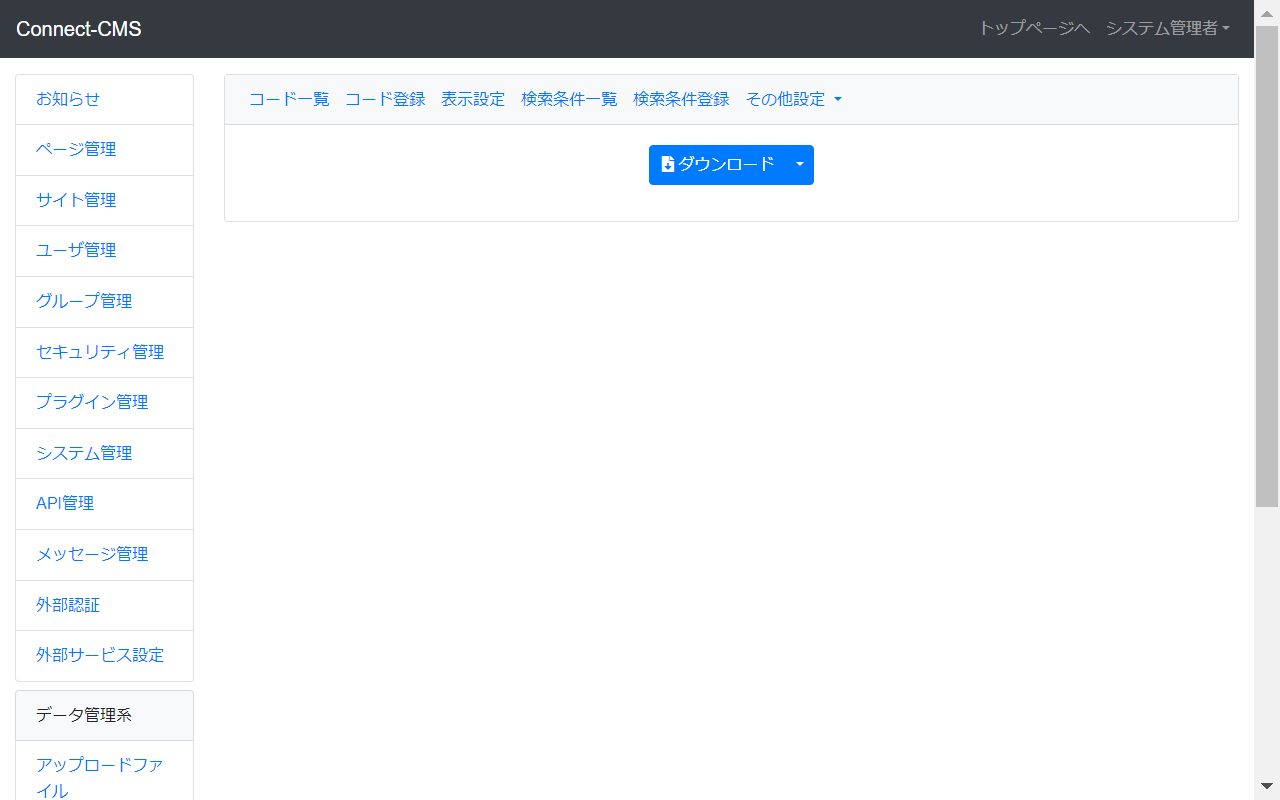 Connect-CMS
トップページへ システム管理者
お知らせ
ページ管理
サイト管理
ユーザ管理
グループ管理
セキュリティ管理
プラグイン管理
システム管理
API管理
メッセージ管理
外部認証
外部サービス設定
データ管理系
アップロードファ
イル
コード一覧 コード登録 表示設定 検索条件一覧 検索条件登録 その他設定
ダウンロード